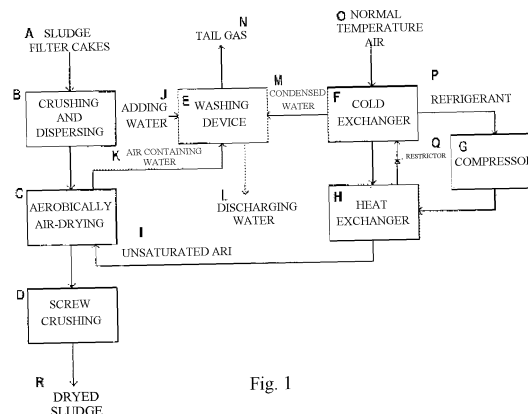 A SLUDGE
FILTER CAKES
N
TAIL GAS
O NORMAL
TEMPERATURE
AIR
B
CRUSHING
AND
DISPERSING
J
ADDING
WATER
E
WASHING
DEVICE
M
CONDENSED
WATER
F
COLD
EXCHANGER
P
REFRIGERANT
K AIR CONTAINING
WATER
Q
RESTRICTOR
G
COMPRESSOR
C
AEROBICALLY
AIR-DRYING
L
DISCHARGING
WATER
H
HEAT
EXCHANGER
I
UNSATURATED ARI
D
SCREW
CRUSHING
R
DRYED
SLUDGE
Fig. 1